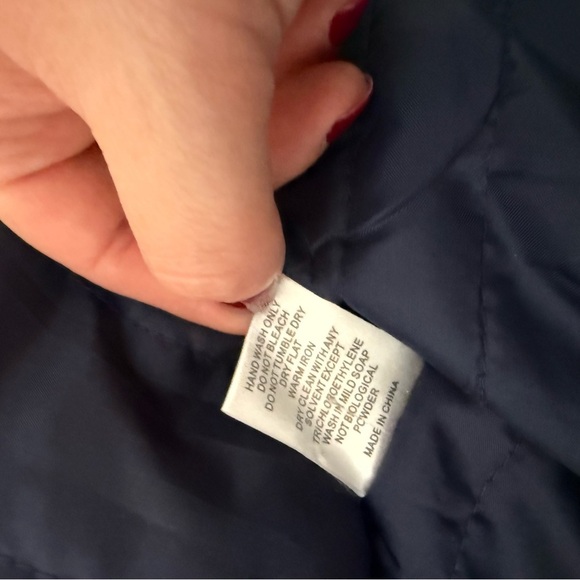 HAND WASH ONLY
DO NOT BLEACH
DO NOT TUMBLE DRY
DRY FLAT
WARM IRON
DRY CLEAN WITH ANY
SOLVENT EXCEPT
TRICHLOROETHYLENE
WASH IN MILD SOAP
NOT BIOLOGICAL
POWDER
MADE IN CHINA